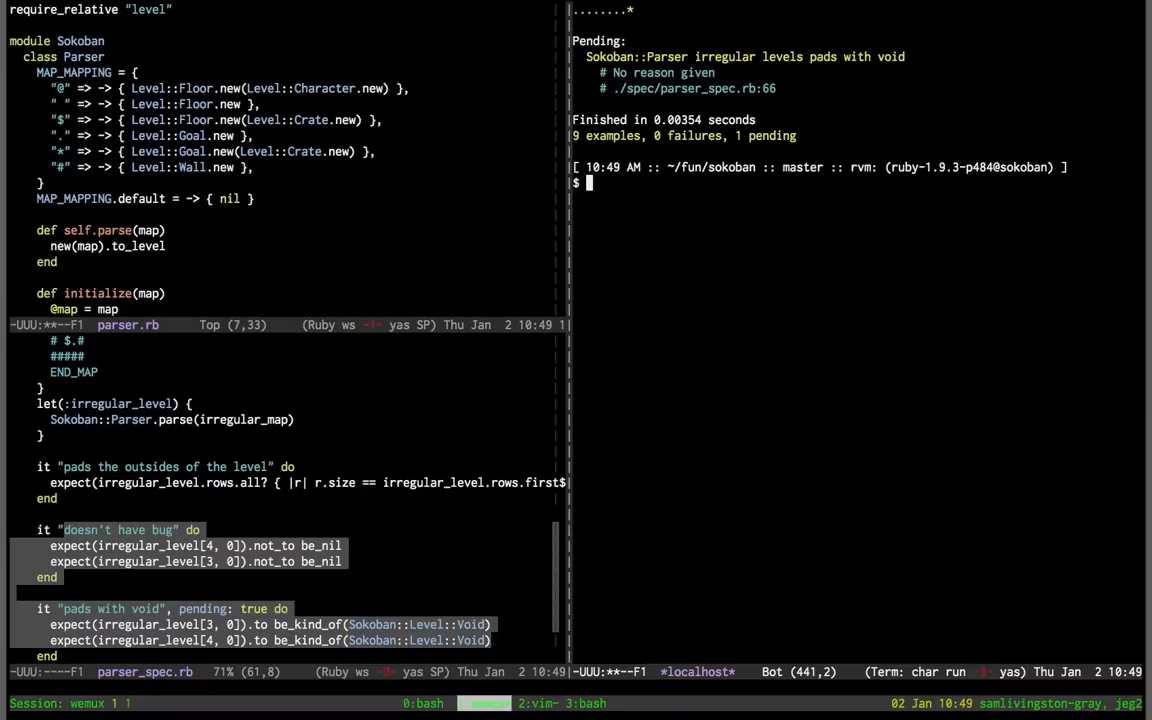 require_relative "level"
module Sokoban
class Parser
MAP_MAPPING = {
"@" => -> { Level::Floor.new(Level::Character.new) },
" " => -> { Level::Floor.new },
"$" => -> { Level::Floor.new(Level::Crate.new) },
"." => -> { Level::Goal.new },
"*" => -> { Level::Goal.new(Level::Crate.new) },
"#" => -> { Level::Wall.new },
}
MAP_MAPPING.default = -> { nil }
def self.parse(map)
new(map).to_level
end
def initialize(map)
@map = map
-UUU:**--F1 parser.rb Top (7,33) (Ruby ws yas SP) Thu Jan 2 10:49 1
# $.#
#####
END_MAP
}
let(:irregular_level) {
Sokoban::Parser.parse(irregular_map)
}
it "pads the outsides of the level" do
expect(irregular_level.rows.all? { |r| r.size == irregular_level.rows.first$
end
it "doesn't have bug" do
expect(irregular_level[4, 0]).not_to be_nil
expect(irregular_level[3, 0]).not_to be_nil
end
it "pads with void", pending: true do
expect(irregular_level[3, 0]).to be_kind_of(Sokoban::Level::Void)
expect(irregular_level[4, 0]).to be_kind_of(Sokoban::Level::Void)
end
-UUU:----F1 parser_spec.rb 71% (61,8) (Ruby ws yas SP) Thu Jan 2 10:49
........*
Pending:
Sokoban::Parser irregular levels pads with void
# No reason given
# ./spec/parser_spec.rb:66
Finished in 0.00354 seconds
9 examples, 0 failures, 1 pending
[ 10:49 AM :: ~/fun/sokoban :: master :: rvm: (ruby-1.9.3-p484@sokoban) ]
$
-UUU:**--F1 *localhost* Bot (441,2) (Term: char run yas) Thu Jan 2 10:49
Session: wemux 1 1 0:bash 2:vim- 3:bash 02 Jan 10:49 samlivingston-gray, jeg2